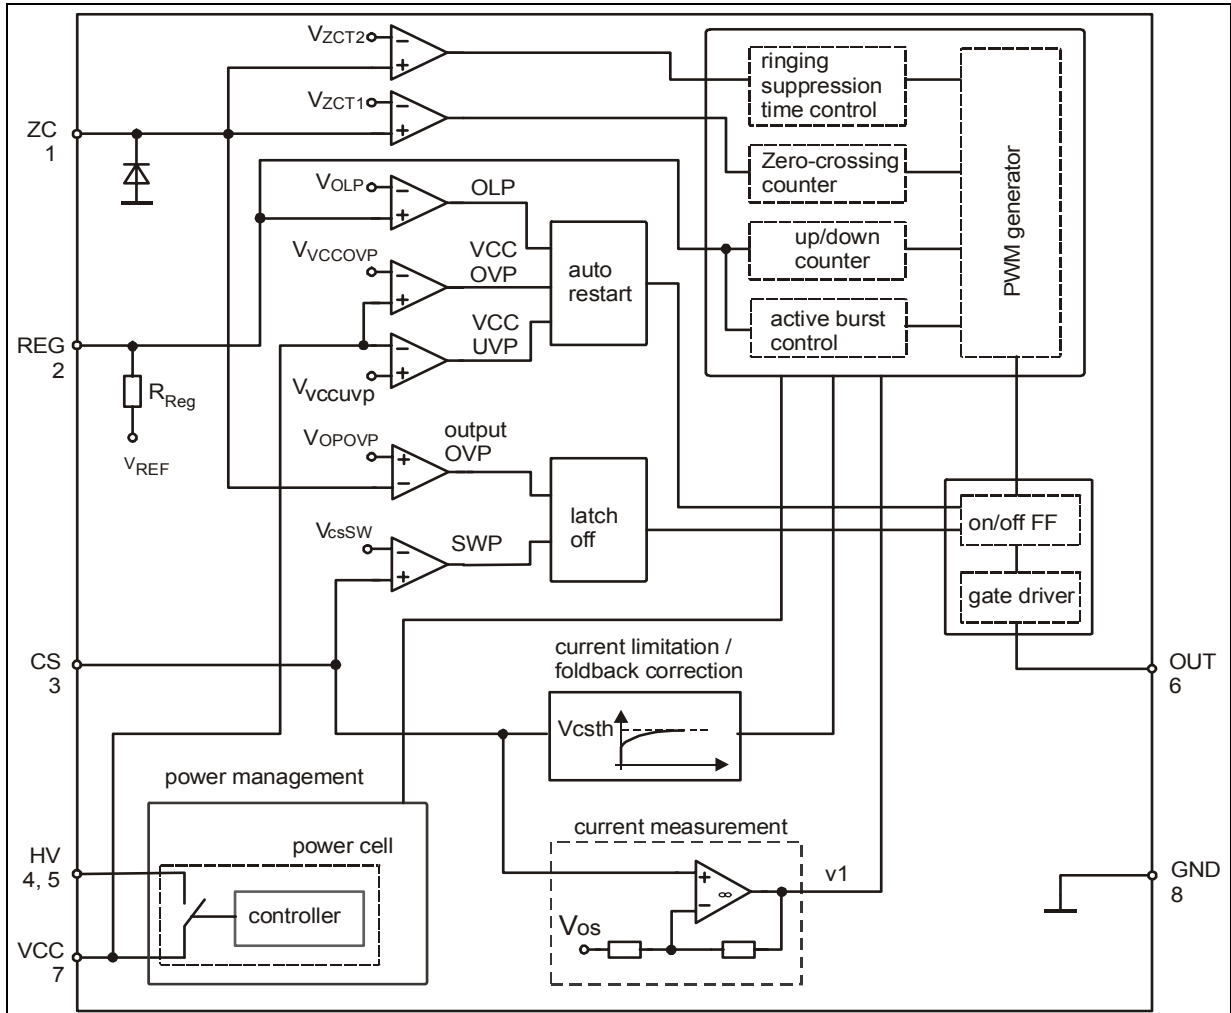 VZCT2
−
+
ringing
suppression
time control
VZCT1
−
+
ZC
1
Zero-crossing
counter
PWM generator
VOLP
−
+
OLP
up/down
counter
VVCCOVP
−
+
VCC
OVP
auto
restart
active burst
control
REG
2
−
+
VCC
UVP
Vvccuvp
RReg
VREF
VOPOVP
+
−
output
OVP
latch
off
on/off FF
VcsSW
−
+
SWP
gate driver
CS
3
current limitation /
foldback correction
OUT
6
Vcsth
power management
current measurement
HV
4, 5
power cell
controller
+
−
∞
v1
GND
8
Vos
VCC
7